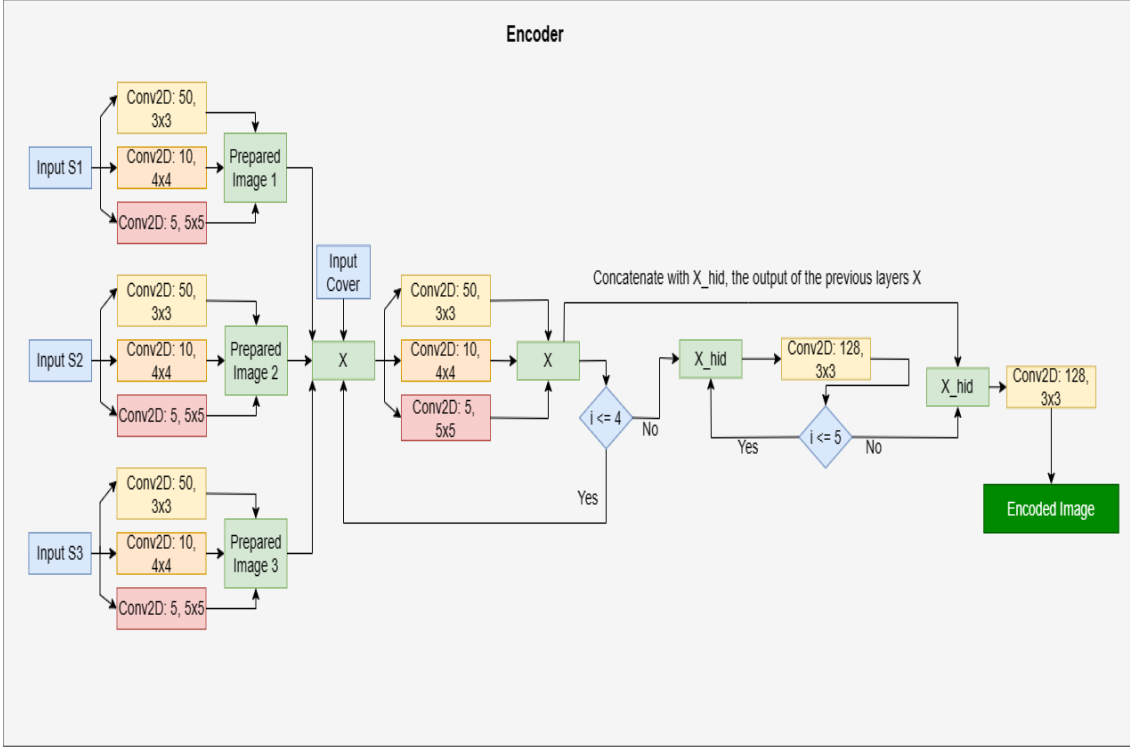 Encoder
Conv2D: 50,
3x3
Input S1
Conv2D: 10,
4x4
Prepared
Image 1
Conv2D: 5, 5x5
Input
Cover
Concatenate with X_hid, the output of the previous layers X
Conv2D: 50,
3x3
Input S2
Conv2D: 10,
4x4
Prepared
Image 2
Conv2D: 5, 5x5
X
Conv2D: 50,
3x3
Conv2D: 10,
4x4
Conv2D: 5,
5x5
X
i <= 4
No
Yes
X_hid
Conv2D: 128,
3x3
i <= 5
Yes
No
X_hid
Conv2D: 128,
3x3
Encoded Image
Conv2D: 50,
3x3
Input S3
Conv2D: 10,
4x4
Prepared
Image 3
Conv2D: 5, 5x5